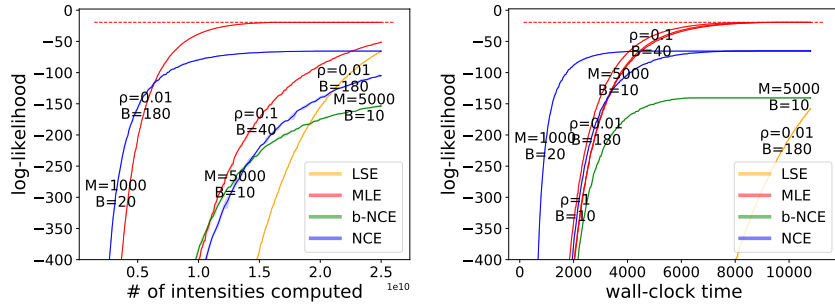 0
−50
−100
−150
−200
−250
−300
−350
−400
log-likelihood
0.5
1.0
1.5
2.0
2.5
1e10
# of intensities computed
M=1000
B=20
ρ=0.01
B=180
ρ=0.1
B=40
M=5000
B=10
ρ=0.01
B=180
M=5000
B=10
LSE
MLE
b-NCE
NCE
0
−50
−100
−150
−200
−250
−300
−350
−400
log-likelihood
0
2000
4000
6000
8000
10000
wall-clock time
ρ=0.1
B=40
M=5000
B=10
M=1000
B=20
ρ=0.01
B=180
ρ=1
B=10
M=5000
B=10
ρ=0.01
B=180
LSE
MLE
b-NCE
NCE